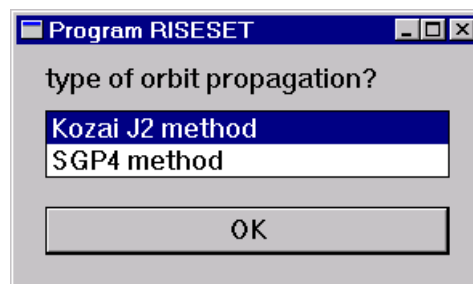 Program RISESET
type of orbit propagation?
Kozai J2 method
SGP4 method
OK